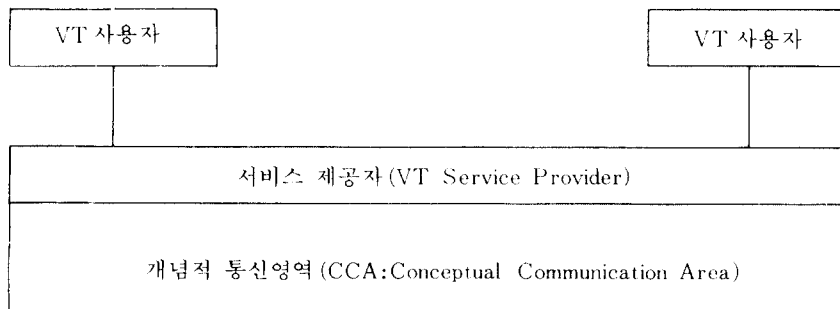 VT 사용자
VT 사용자
서비스 제공자(VT Service Provider)
개념적 통신영역(CCA:Conceptual Communication Area)